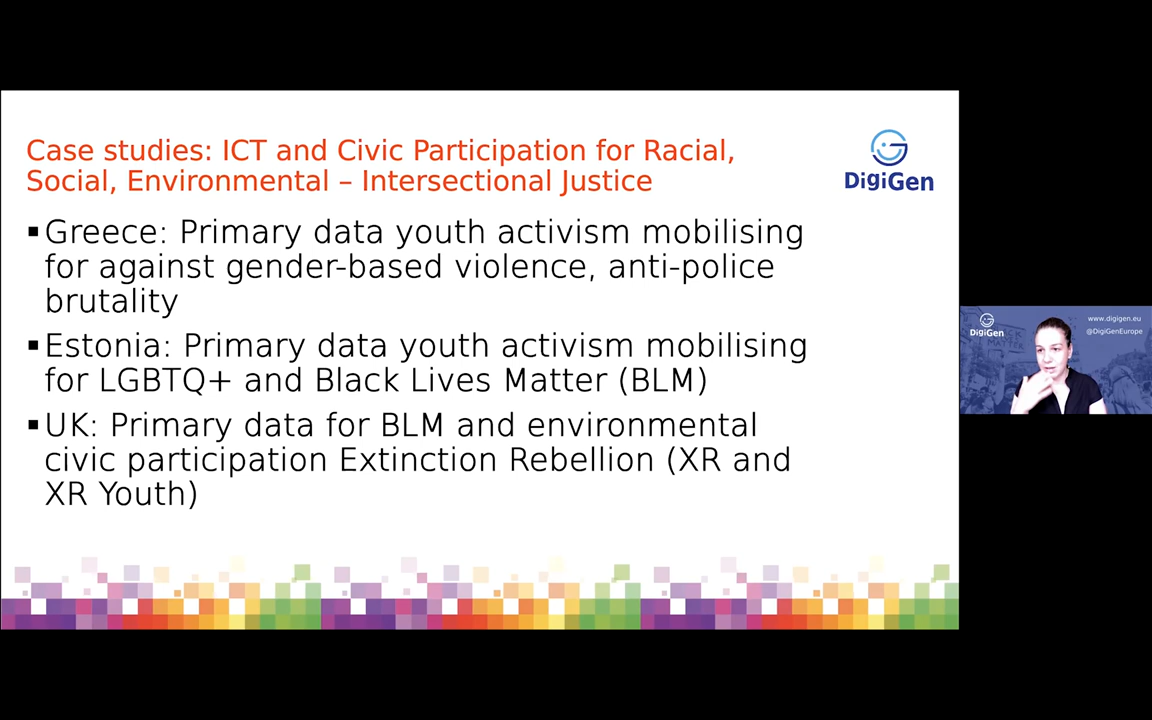 Case studies: ICT and Civic Participation for Racial,
Social, Environmental – Intersectional Justice
DigiGen
▪Greece: Primary data youth activism mobilising
for against gender-based violence, anti-police
brutality
▪Estonia: Primary data youth activism mobilising
for LGBTQ+ and Black Lives Matter (BLM)
▪UK: Primary data for BLM and environmental
civic participation Extinction Rebellion (XR and
XR Youth)
DigiGen
www.digigen.eu
@DigiGenEurope